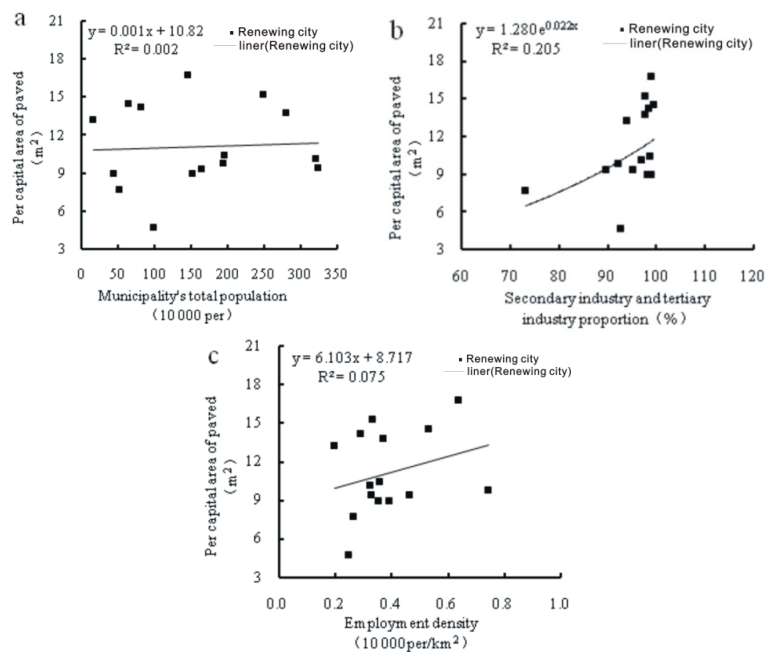 a
y = 0.001x + 10.82
R² = 0.002
Renewing city
liner(Renewing city)
21
18
15
12
9
6
3
Per capital area of paved
(m²)
0 50 100 150 200 250 300 350
Municipality's total population
(10 000 per)
b
y = 1.280e^0.022x
R² = 0.205
Renewing city
liner(Renewing city)
21
18
15
12
9
6
3
Per capital area of paved
(m²)
60 70 80 90 100 110 120
Secondary industry and tertiary
industry proportion (%)
c
y = 6.103x + 8.717
R² = 0.075
Renewing city
liner(Renewing city)
21
18
15
12
9
6
3
Per capital area of paved
(m²)
0.0 0.2 0.4 0.6 0.8 1.0
Employment density
(10 000per/km²)